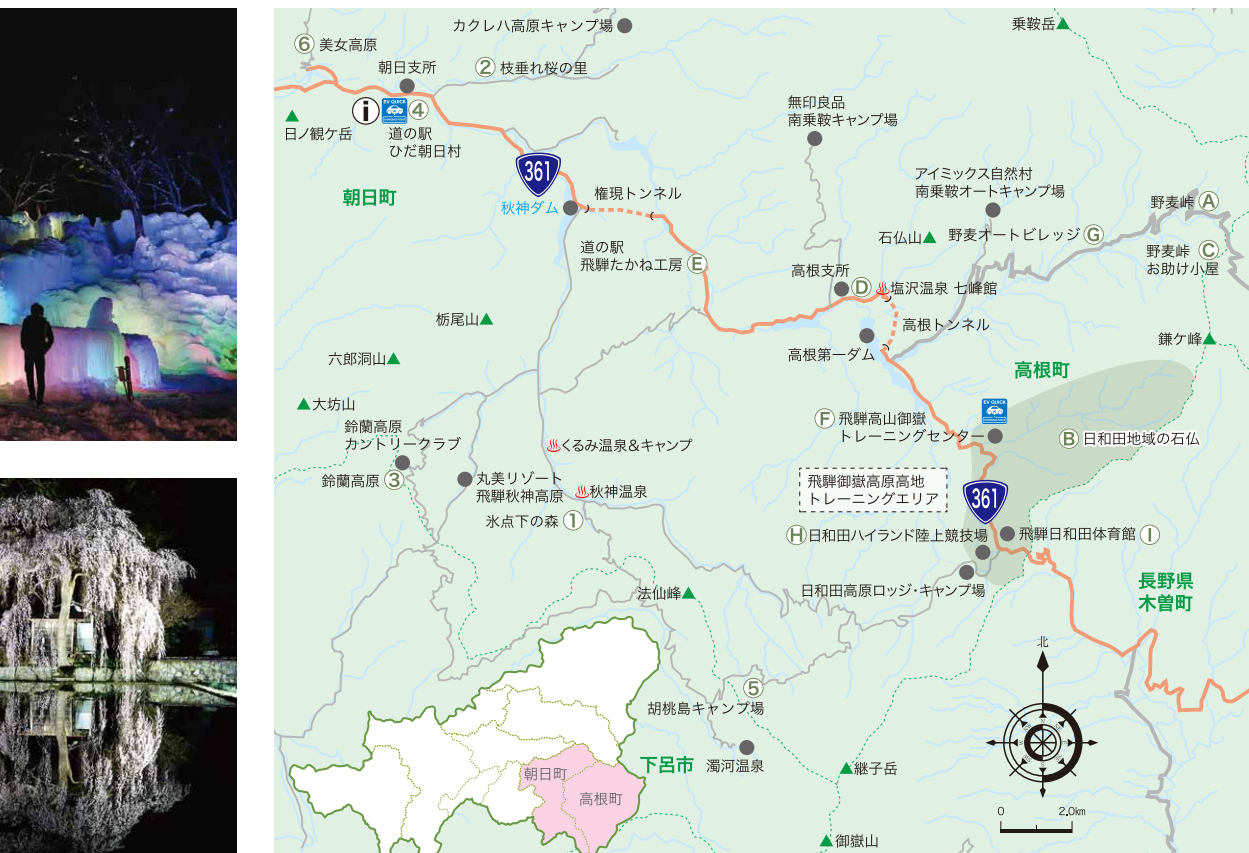 カクレハ高原キャンプ場
乗鞍岳
⑥ 美女高原
朝日支所
② 枝垂れ桜の里
i
EV QUICK
④
日ノ観ケ岳
道の駅
ひだ朝日村
無印良品
南乗鞍キャンプ場
361
アイミックス自然村
南乗鞍オートキャンプ場
朝日町
権現トンネル
秋神ダム
野麦峠 Ⓐ
石仏山
野麦オートビレッジ Ⓖ
道の駅
飛騨たかね工房 Ⓔ
野麦峠 Ⓒ
お助け小屋
高根支所
Ⓓ
塩沢温泉 七峰館
栃尾山
高根トンネル
六郎洞山
高根第一ダム
鎌ケ峰
高根町
大坊山
EV QUICK
鈴蘭高原
カントリークラブ
Ⓕ 飛騨高山御嶽
トレーニングセンター
Ⓑ 日和田地域の石仏
くるみ温泉&キャンプ
鈴蘭高原 ③
丸美リゾート
飛騨秋神高原
秋神温泉
飛騨御嶽高原高地
トレーニングエリア
361
氷点下の森 ①
Ⓗ 日和田ハイランド陸上競技場
飛騨日和田体育館 Ⓘ
日和田高原ロッジ・キャンプ場
長野県
木曽町
法仙峰
北
⑤
胡桃島キャンプ場
下呂市
濁河温泉
朝日町
高根町
継子岳
御嶽山
0
2.0km